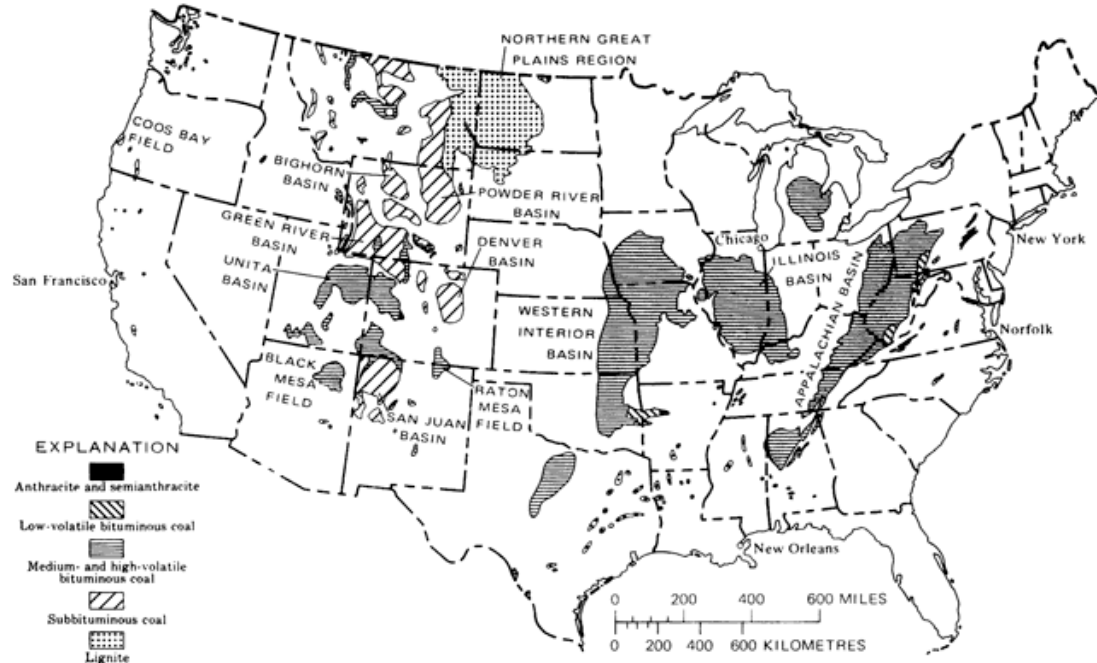 NORTHERN GREAT
PLAINS REGION
COOS BAY
FIELD
BIGHORN
BASIN
POWDER RIVER
BASIN
GREEN RIVER
BASIN
DENVER
BASIN
Chicago
ILLINOIS
BASIN
New York
UNITA
BASIN
San Francisco
WESTERN
INTERIOR
BASIN
APPALACHIAN BASIN
Norfolk
BLACK
MESA
FIELD
RATON
MESA
FIELD
SAN JUAN
BASIN
EXPLANATION
Anthracite and semianthracite
Low-volatile bituminous coal
Medium- and high-volatile
bituminous coal
Subbituminous coal
Lignite
New Orleans
0 200 400 600 MILES
0 200 400 600 KILOMETRES